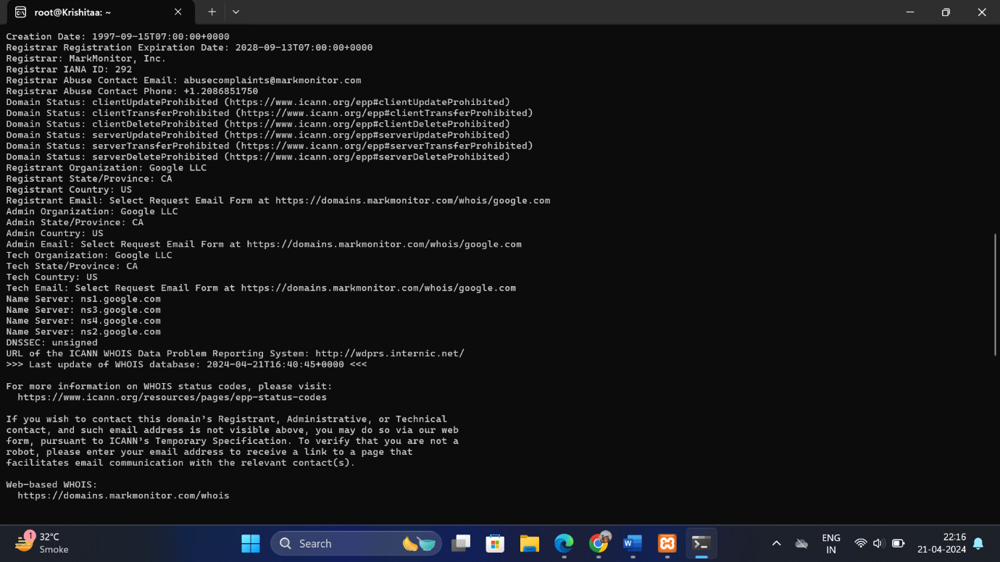 root@Krishitaa: ~
Creation Date: 1997-09-15T07:00:00+0000
Registrar Registration Expiration Date: 2028-09-13T07:00:00+0000
Registrar: MarkMonitor, Inc.
Registrar IANA ID: 292
Registrar Abuse Contact Email: abusecomplaints@markmonitor.com
Registrar Abuse Contact Phone: +1.2086851750
Domain Status: clientUpdateProhibited (https://www.icann.org/epp#clientUpdateProhibited)
Domain Status: clientTransferProhibited (https://www.icann.org/epp#clientTransferProhibited)
Domain Status: clientDeleteProhibited (https://www.icann.org/epp#clientDeleteProhibited)
Domain Status: serverUpdateProhibited (https://www.icann.org/epp#serverUpdateProhibited)
Domain Status: serverTransferProhibited (https://www.icann.org/epp#serverTransferProhibited)
Domain Status: serverDeleteProhibited (https://www.icann.org/epp#serverDeleteProhibited)
Registrant Organization: Google LLC
Registrant State/Province: CA
Registrant Country: US
Registrant Email: Select Request Email Form at https://domains.markmonitor.com/whois/google.com
Admin Organization: Google LLC
Admin State/Province: CA
Admin Country: US
Admin Email: Select Request Email Form at https://domains.markmonitor.com/whois/google.com
Tech Organization: Google LLC
Tech State/Province: CA
Tech Country: US
Tech Email: Select Request Email Form at https://domains.markmonitor.com/whois/google.com
Name Server: ns1.google.com
Name Server: ns3.google.com
Name Server: ns4.google.com
Name Server: ns2.google.com
DNSSEC: unsigned
URL of the ICANN WHOIS Data Problem Reporting System: http://wdprs.internic.net/
>>> Last update of WHOIS database: 2024-04-21T16:40:45+0000 <<<
For more information on WHOIS status codes, please visit:
https://www.icann.org/resources/pages/epp-status-codes
If you wish to contact this domain's Registrant, Administrative, or Technical
contact, and such email address is not visible above, you may do so via our web
form, pursuant to ICANN's Temporary Specification. To verify that you are not a
robot, please enter your email address to receive a link to a page that
facilitates email communication with the relevant contact(s).
Web-based WHOIS:
https://domains.markmonitor.com/whois
1
32°C
Smoke
Search
ENG
IN
22:16
21-04-2024